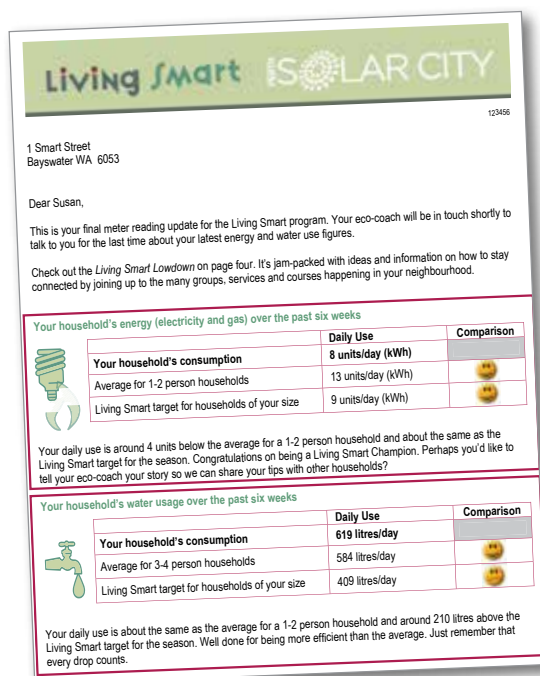 Living Smart PERTH SOLAR CITY
123456
1 Smart Street
Bayswater WA 6053
Dear Susan,
This is your final meter reading update for the Living Smart program. Your eco-coach will be in touch shortly to
talk to you for the last time about your latest energy and water use figures.
Check out the Living Smart Lowdown on page four. It's jam-packed with ideas and information on how to stay
connected by joining up to the many groups, services and courses happening in your neighbourhood.
Your household's energy (electricity and gas) over the past six weeks
Daily Use Comparison
Your household's consumption 8 units/day (kWh)
Average for 1-2 person households 13 units/day (kWh)
Living Smart target for households of your size 9 units/day (kWh)
Your daily use is around 4 units below the average for a 1-2 person household and about the same as the
Living Smart target for the season. Congratulations on being a Living Smart Champion. Perhaps you'd like to
tell your eco-coach your story so we can share your tips with other households?
Your household's water usage over the past six weeks
Daily Use Comparison
Your household's consumption 619 litres/day
Average for 3-4 person households 584 litres/day
Living Smart target for households of your size 409 litres/day
Your daily use is about the same as the average for a 1-2 person household and around 210 litres above the
Living Smart target for the season. Well done for being more efficient than the average. Just remember that
every drop counts.